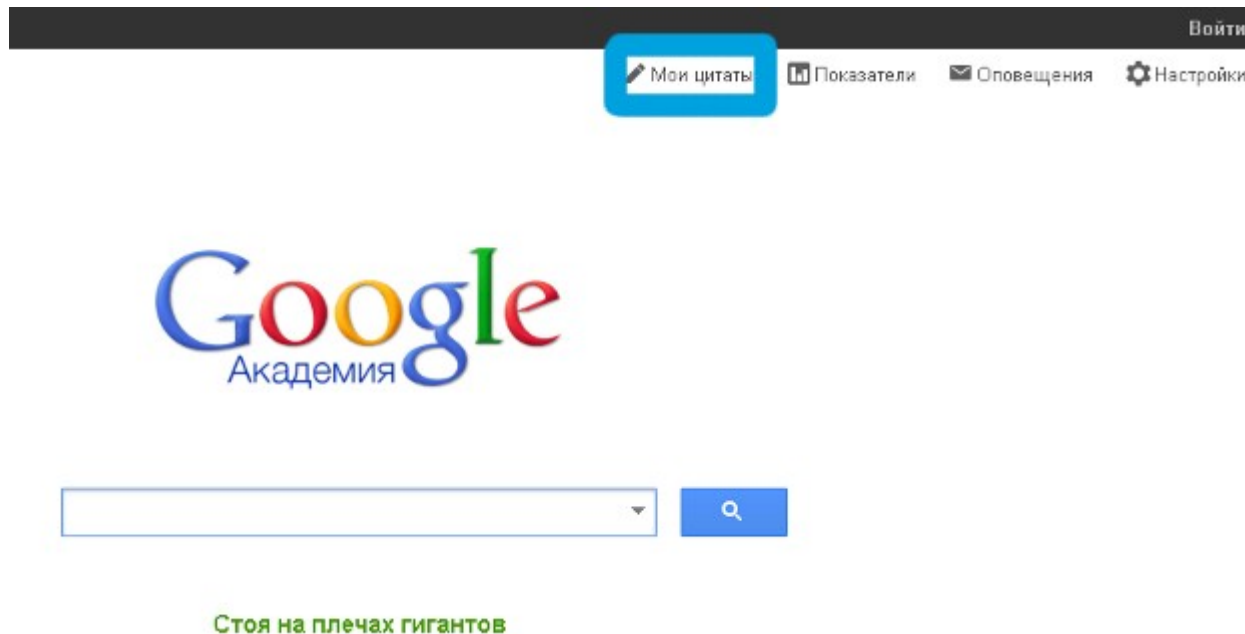 Войти
Мои цитаты Показатели Оповещения Настройки
Google
Академия
Стоя на плечах гигантов